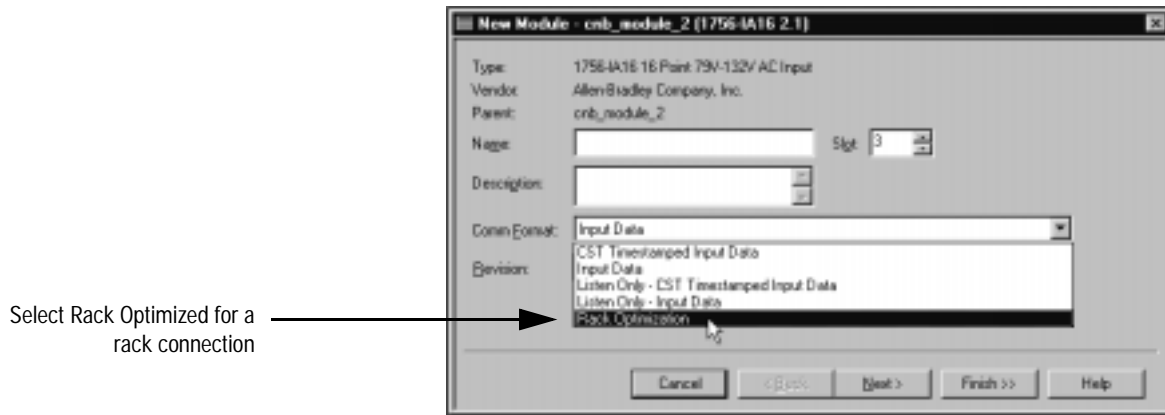 New Module - cnb_module_2 (1756-IA16 2.1)
Type: 1756-IA16 16 Point 79V-132V AC Input
Vendor: Allen-Bradley Company, Inc.
Parent: cnb_module_2
Name: Slot: 3
Description:
Comm Format: Input Data
CST Timestamped Input Data
Revision: Input Data
Listen Only - CST Timestamped Input Data
Listen Only - Input Data
Rack Optimization
Select Rack Optimized for a
rack connection
Cancel < Back Next > Finish >> Help